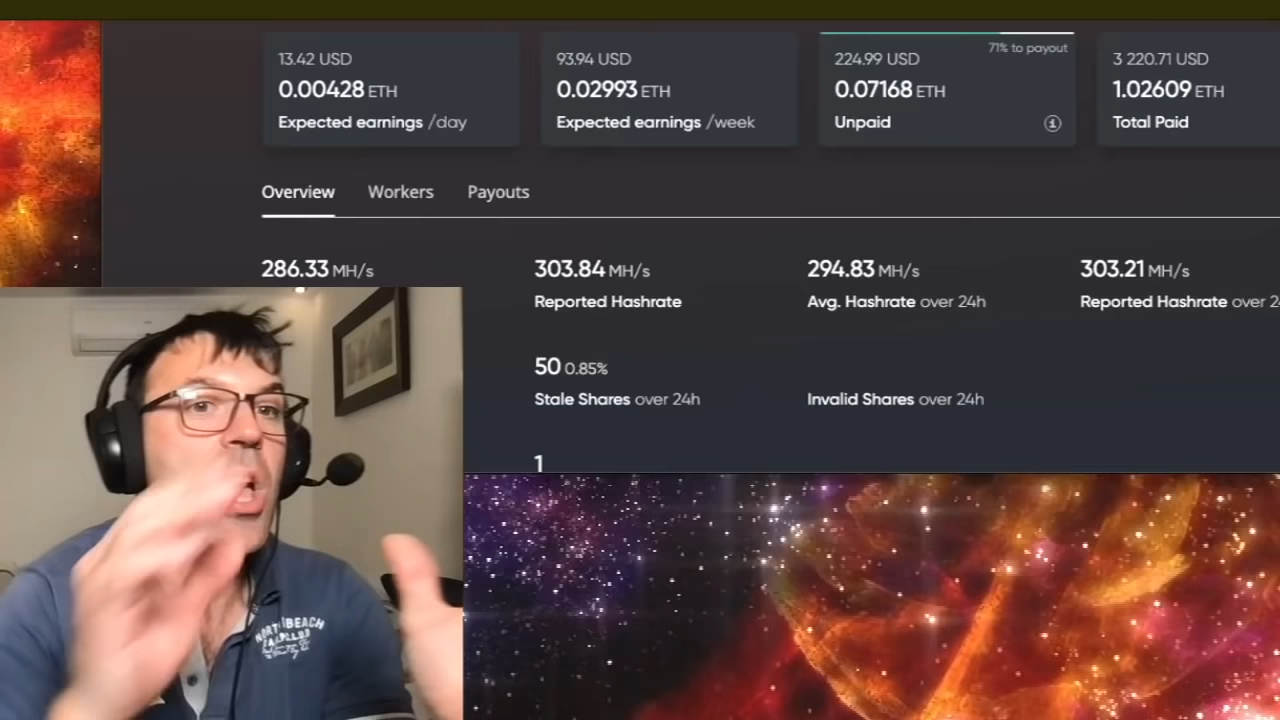 13.42 USD
0.00428 ETH
Expected earnings /day
93.94 USD
0.02993 ETH
Expected earnings /week
71% to payout
224.99 USD
0.07168 ETH
Unpaid
3 220.71 USD
1.02609 ETH
Total Paid
Overview Workers Payouts
286.33 MH/s
303.84 MH/s
Reported Hashrate
294.83 MH/s
Avg. Hashrate over 24h
303.21 MH/s
Reported Hashrate over 2
50 0.85%
Stale Shares over 24h
Invalid Shares over 24h
1
BEACH